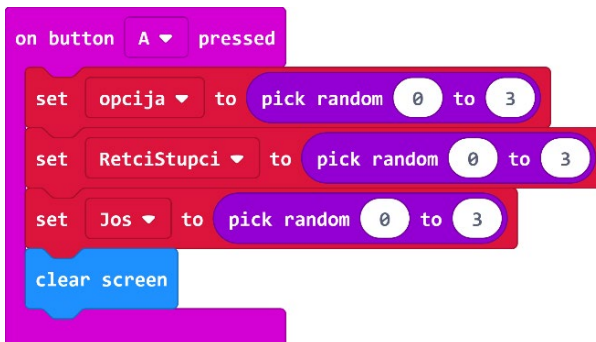 on button A pressed
set opcija to pick random 0 to 3
set RetciStupci to pick random 0 to 3
set Jos to pick random 0 to 3
clear screen